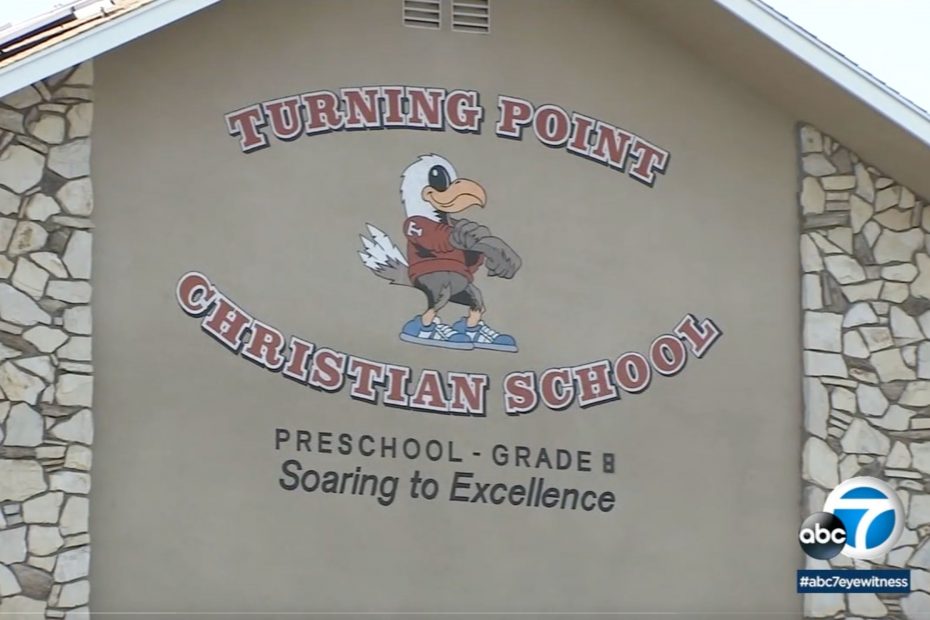 TURNING POINT
T
CHRISTIAN SCHOOL
PRESCHOOL - GRADE 8
Soaring to Excellence
abc 7
#abc7eyewitness